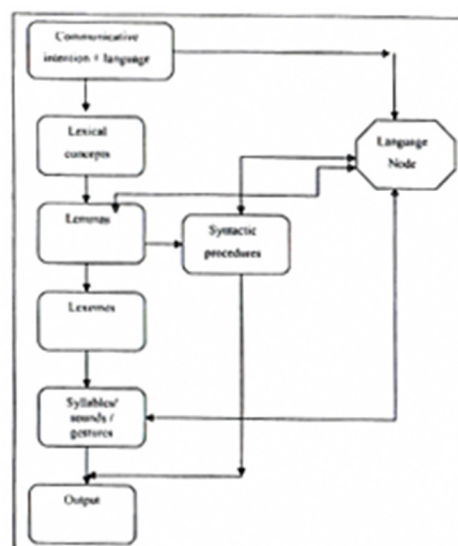 Communicative
intention + language
Lexical
concepts
Language
Node
Lemmas
Syntactic
procedures
Lexemes
Syllables/
sounds /
gestures
Output